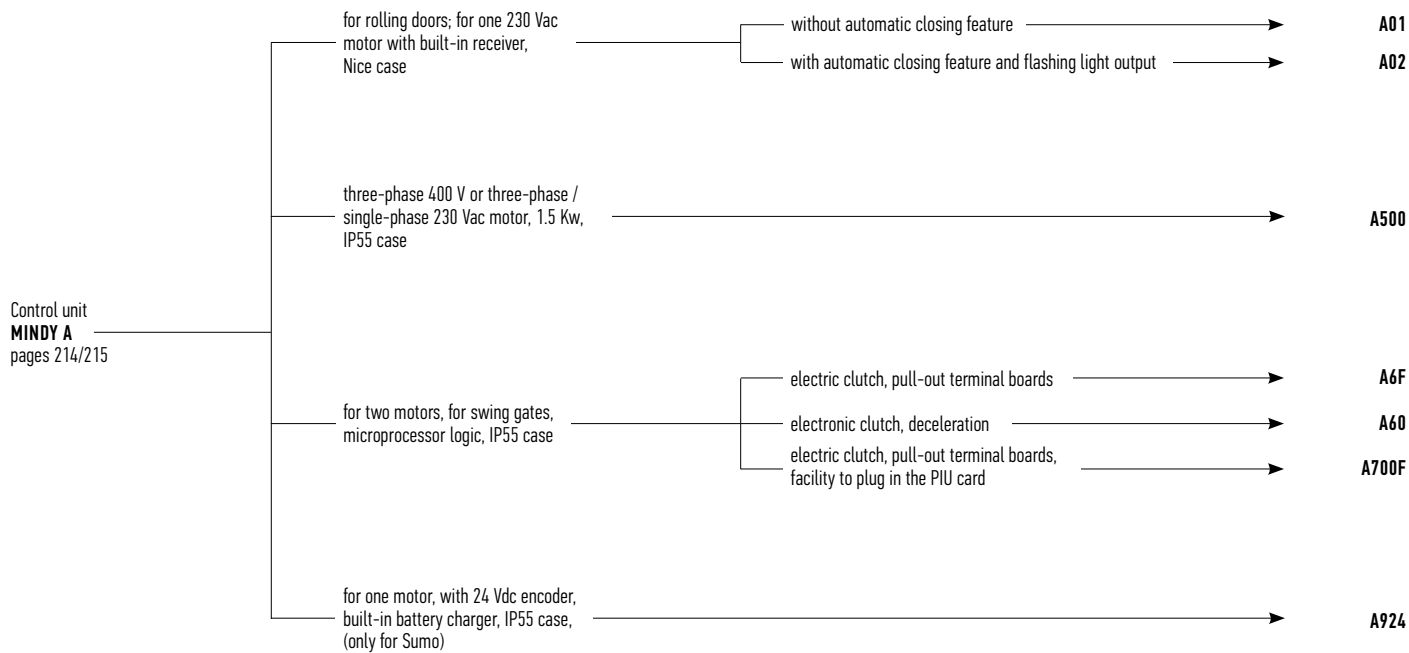 for rolling doors; for one 230 Vac
motor with built-in receiver,
Nice case
without automatic closing feature
A01
with automatic closing feature and flashing light output
A02
three-phase 400 V or three-phase /
single-phase 230 Vac motor, 1.5 Kw,
IP55 case
A500
Control unit
MINDY A
pages 214/215
for two motors, for swing gates,
microprocessor logic, IP55 case
electric clutch, pull-out terminal boards
A6F
electronic clutch, deceleration
A60
electric clutch, pull-out terminal boards,
facility to plug in the PIU card
A700F
for one motor, with 24 Vdc encoder,
built-in battery charger, IP55 case,
(only for Sumo)
A924